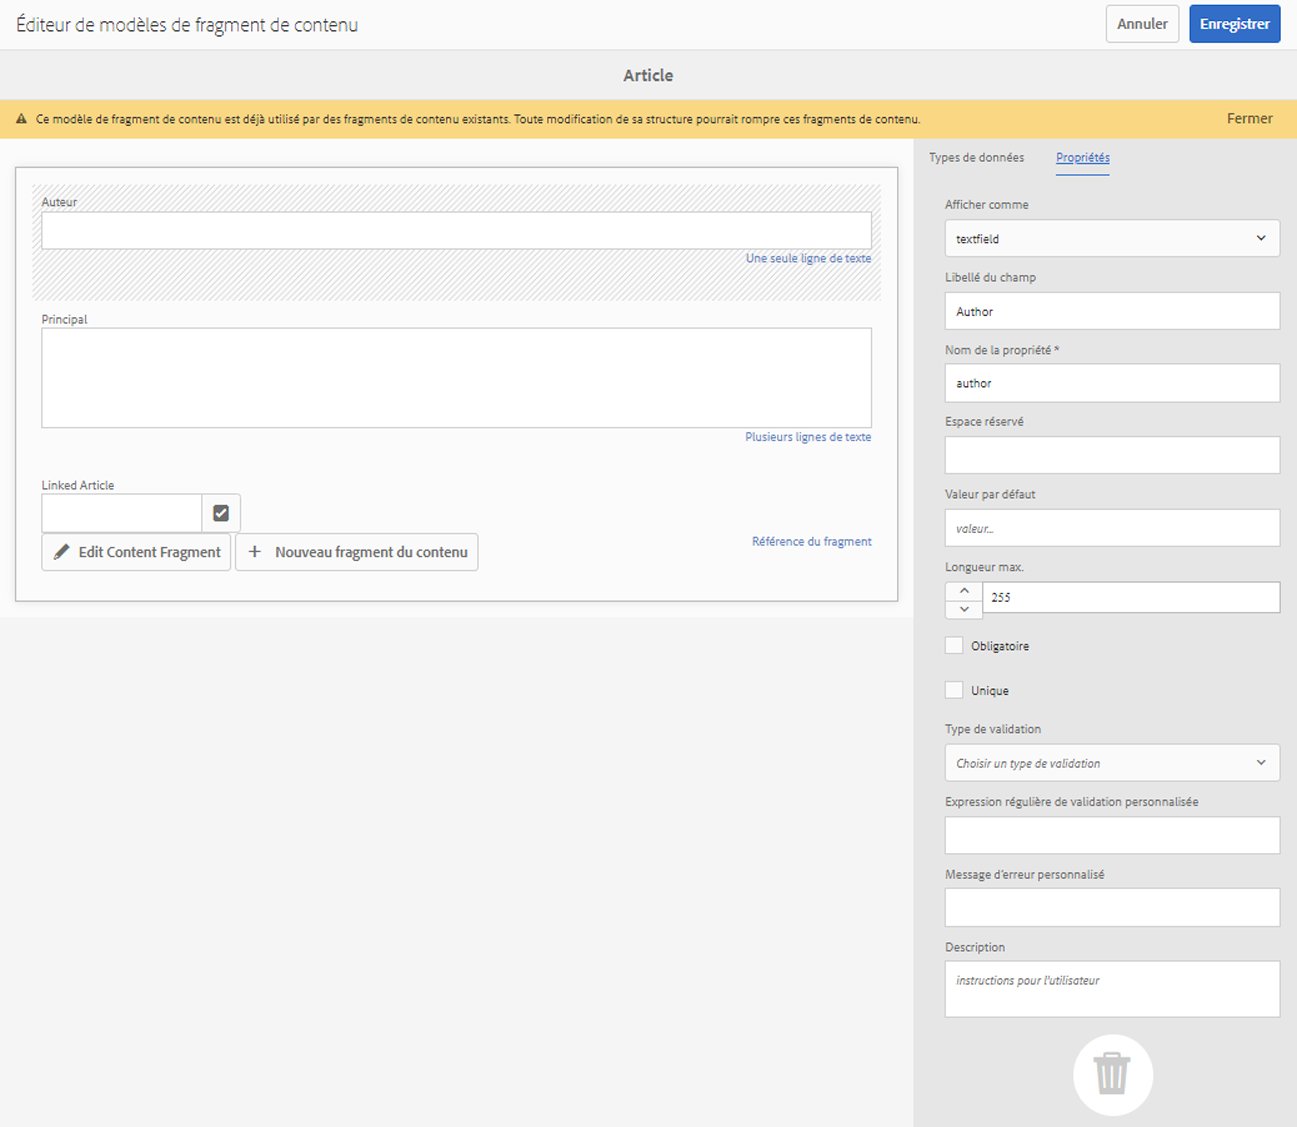 Éditeur de modèles de fragment de contenu
Annuler
Enregistrer
Article
Ce modèle de fragment de contenu est déjà utilisé par des fragments de contenu existants. Toute modification de sa structure pourrait rompre ces fragments de contenu.
Fermer
Auteur
Une seule ligne de texte
Principal
Plusieurs lignes de texte
Linked Article
Edit Content Fragment
Nouveau fragment du contenu
Référence du fragment
Types de données
Propriétés
Afficher comme
textfield
Libellé du champ
Author
Nom de la propriété *
author
Espace réservé
Valeur par défaut
valeur...
Longueur max.
255
Obligatoire
Unique
Type de validation
Choisir un type de validation
Expression régulière de validation personnalisée
Message d'erreur personnalisé
Description
instructions pour l'utilisateur